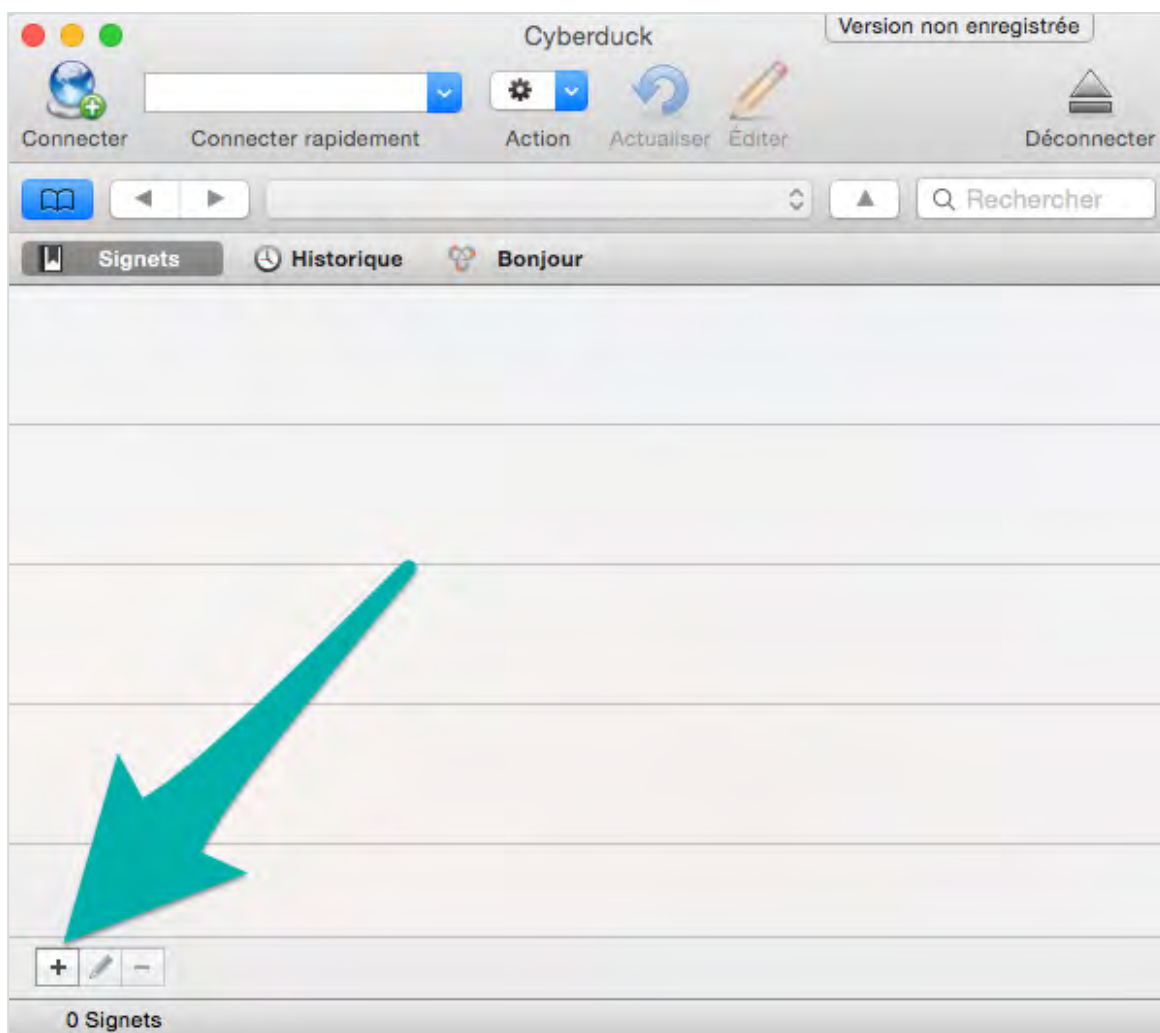 Cyberduck
Version non enregistrée
Connecter
Connecter rapidement
Action
Actualiser
Éditer
Déconnecter
Rechercher
Signets
Historique
Bonjour
0 Signets